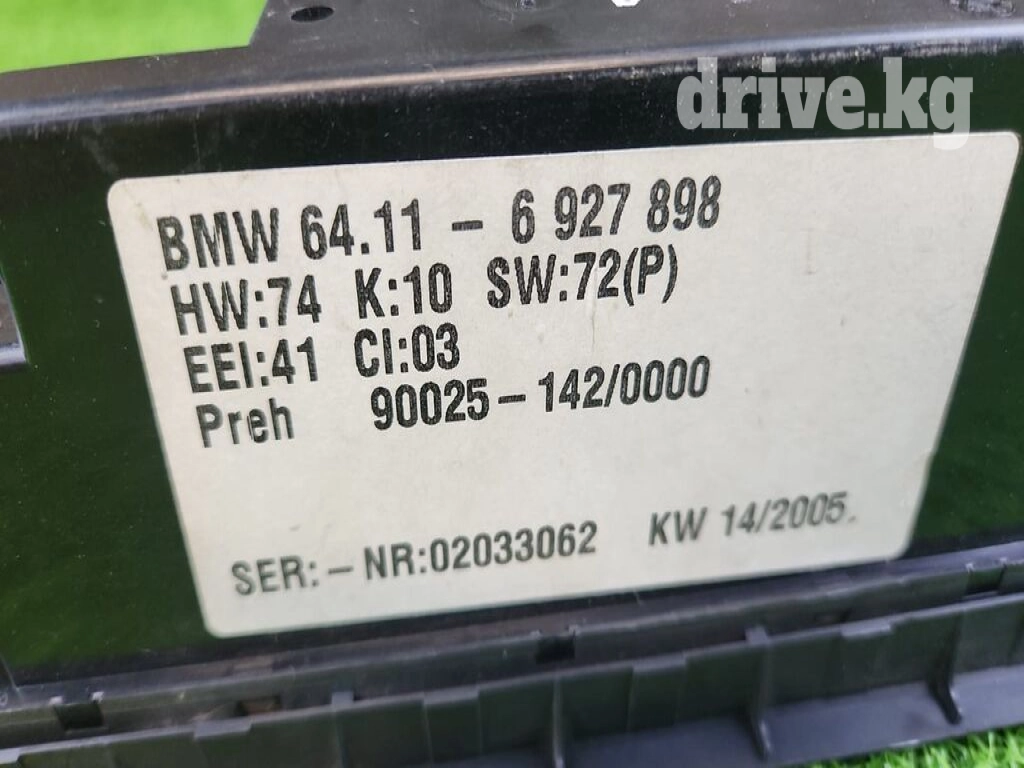 drive.kg
BMW 64.11 - 6 927 898
HW:74 K:10 SW:72(P)
EEI:41 CI:03
Preh 90025-142/0000
SER:-NR:02033062 KW 14/2005.